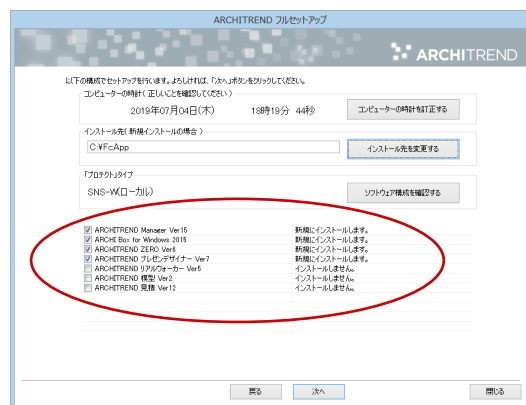 ARCHITREND フルセットアップ
ARCHITREND
以下の構成でセットアップを行います。よろしければ、「次へ」ボタンをクリックしてください。
コンピューターの時計( 正しいことを確認してください )
2019年07月04日(木) 18時19分 44秒 コンピューターの時計を訂正する
インストール先( 新規インストールの場合 )
C:¥FcApp インストール先を変更する
「プロテクト」タイプ
SNS-W(ローカル) ソフトウェア構成を確認する
ARCHITREND Manager Ver15 新規にインストールします。
ARCHI Box for Windows 2015 新規にインストールします。
ARCHITREND ZERO Ver6 新規にインストールします。
ARCHITREND プレゼンデザイナー Ver7 新規にインストールします。
ARCHITREND リアルウォーカー Ver5 インストールしません。
ARCHITREND 模型 Ver2 インストールしません。
ARCHITREND 見積 Ver12 インストールしません。
戻る 次へ 閉じる